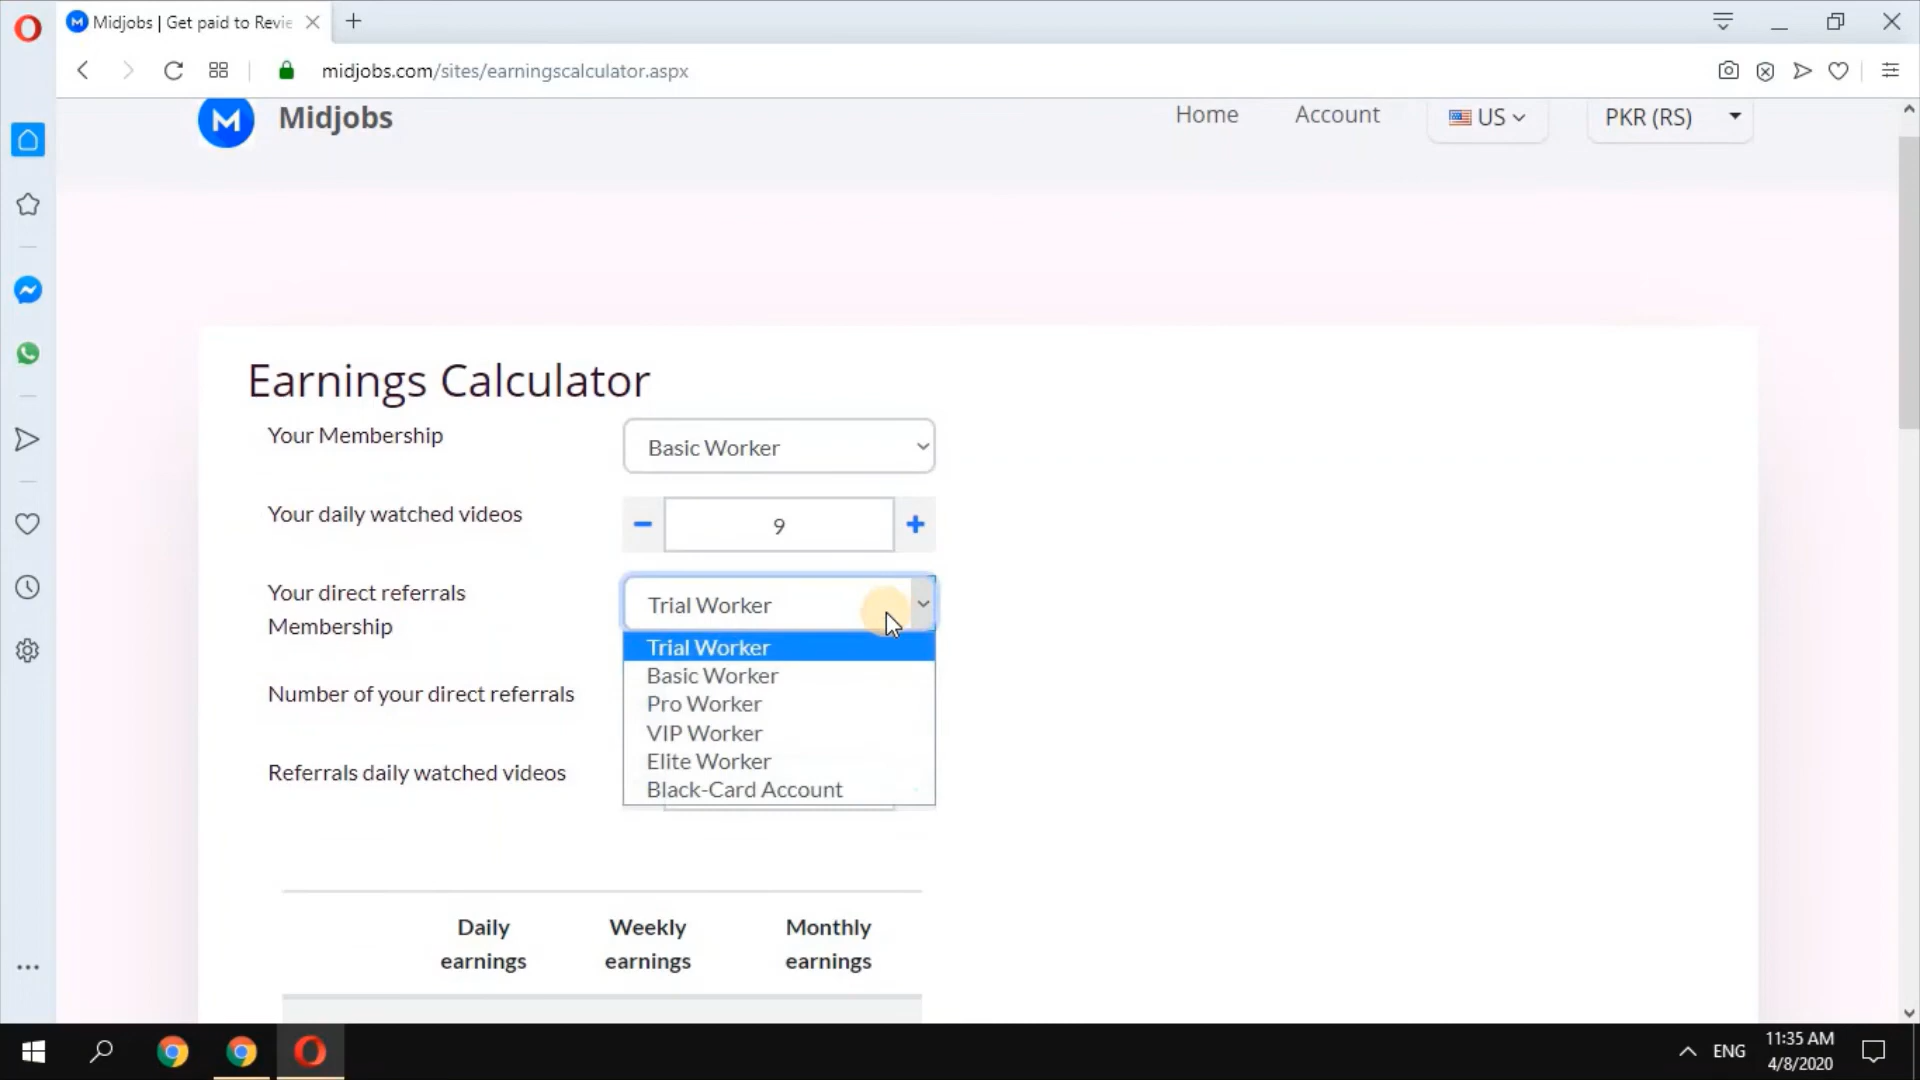 Midjobs | Get paid to Revie
midjobs.com/sites/earningscalculator.aspx
M Midjobs
Home
Account
US
PKR (RS)
Earnings Calculator
Your Membership
Basic Worker
Your daily watched videos
9
Your direct referrals
Membership
Trial Worker
Trial Worker
Basic Worker
Pro Worker
VIP Worker
Elite Worker
Black-Card Account
Number of your direct referrals
Referrals daily watched videos
Daily
earnings
Weekly
earnings
Monthly
earnings
ENG
11:35 AM
4/8/2020